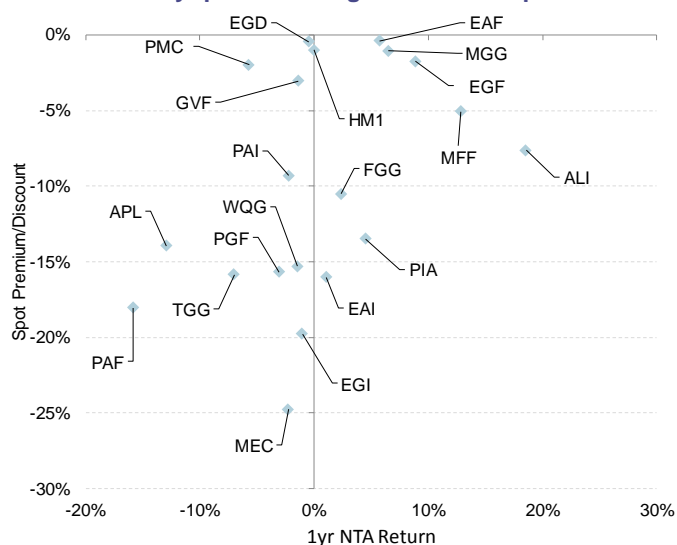 0%
-5%
-10%
-15%
-20%
-25%
-30%
Spot Premium/Discount
EGD
EAF
PMC
MGG
EGF
GVF
HM1
MFF
PAI
FGG
ALI
APL
WQG
PGF
PIA
TGG
EAI
PAF
EGI
MEC
-20%
-10%
0%
10%
20%
30%
1yr NTA Return